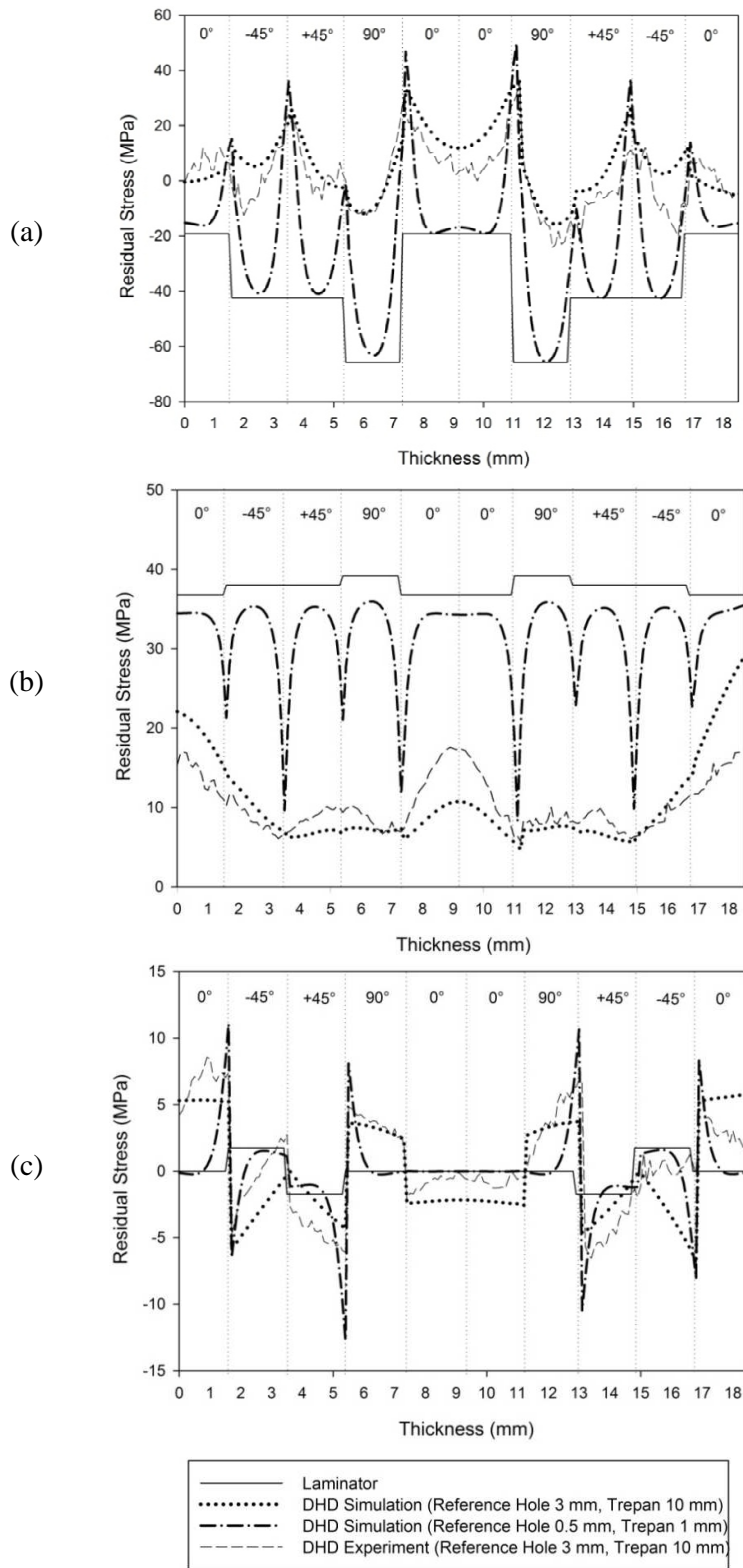 (a)
Residual Stress (MPa)
60
40
20
0
-20
-40
-60
-80
0° -45° +45° 90° 0° 0° 90° +45° -45° 0°
0 1 2 3 4 5 6 7 8 9 10 11 12 13 14 15 16 17 18
Thickness (mm)
(b)
Residual Stress (MPa)
50
40
30
20
10
0
0° -45° +45° 90° 0° 0° 90° +45° -45° 0°
0 1 2 3 4 5 6 7 8 9 10 11 12 13 14 15 16 17 18
Thickness (mm)
(c)
Residual Stress (MPa)
15
10
5
0
-5
-10
-15
0° -45° +45° 90° 0° 0° 90° +45° -45° 0°
0 1 2 3 4 5 6 7 8 9 10 11 12 13 14 15 16 17 18
Thickness (mm)
Laminator
DHD Simulation (Reference Hole 3 mm, Trepan 10 mm)
DHD Simulation (Reference Hole 0.5 mm, Trepan 1 mm)
DHD Experiment (Reference Hole 3 mm, Trepan 10 mm)